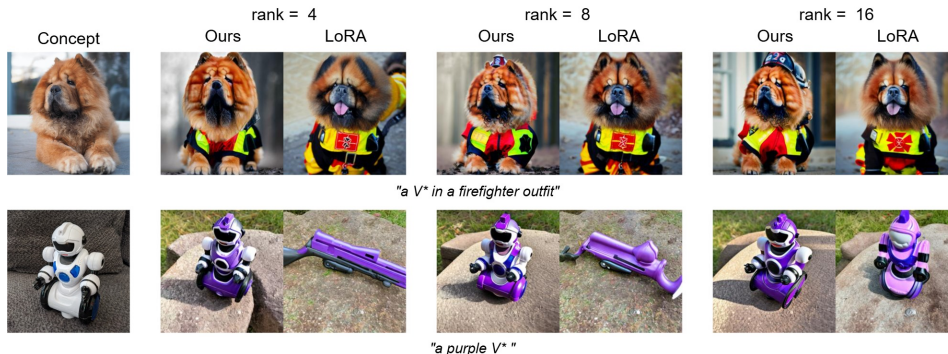 rank = 4 rank = 8 rank = 16
Concept Ours LoRA Ours LoRA Ours LoRA
"a V* in a firefighter outfit"
"a purple V* "